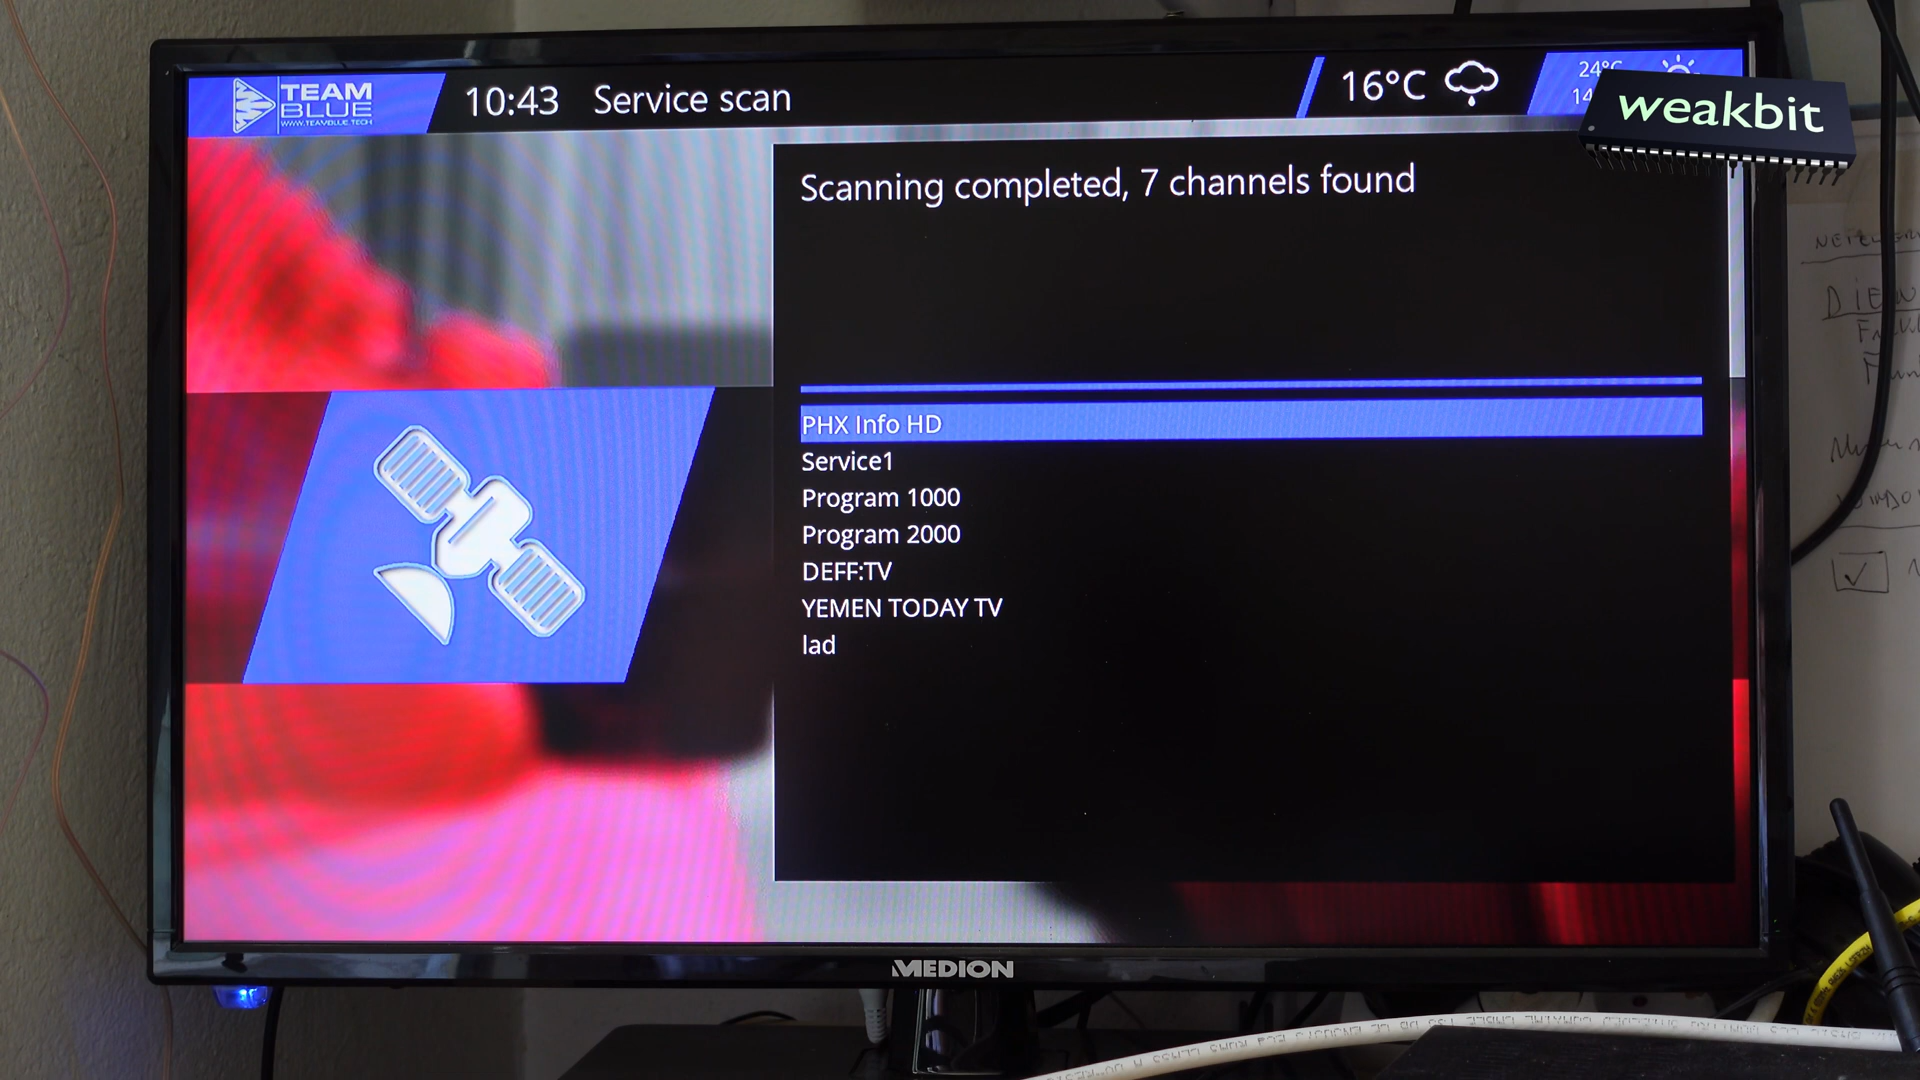 TEAM
BLUE
WWW.TEAMBLUE.TECH
10:43 Service scan
16°C
24°C
weakbit
Scanning completed, 7 channels found
PHX Info HD
Service1
Program 1000
Program 2000
DEFF:TV
YEMEN TODAY TV
lad
MEDION